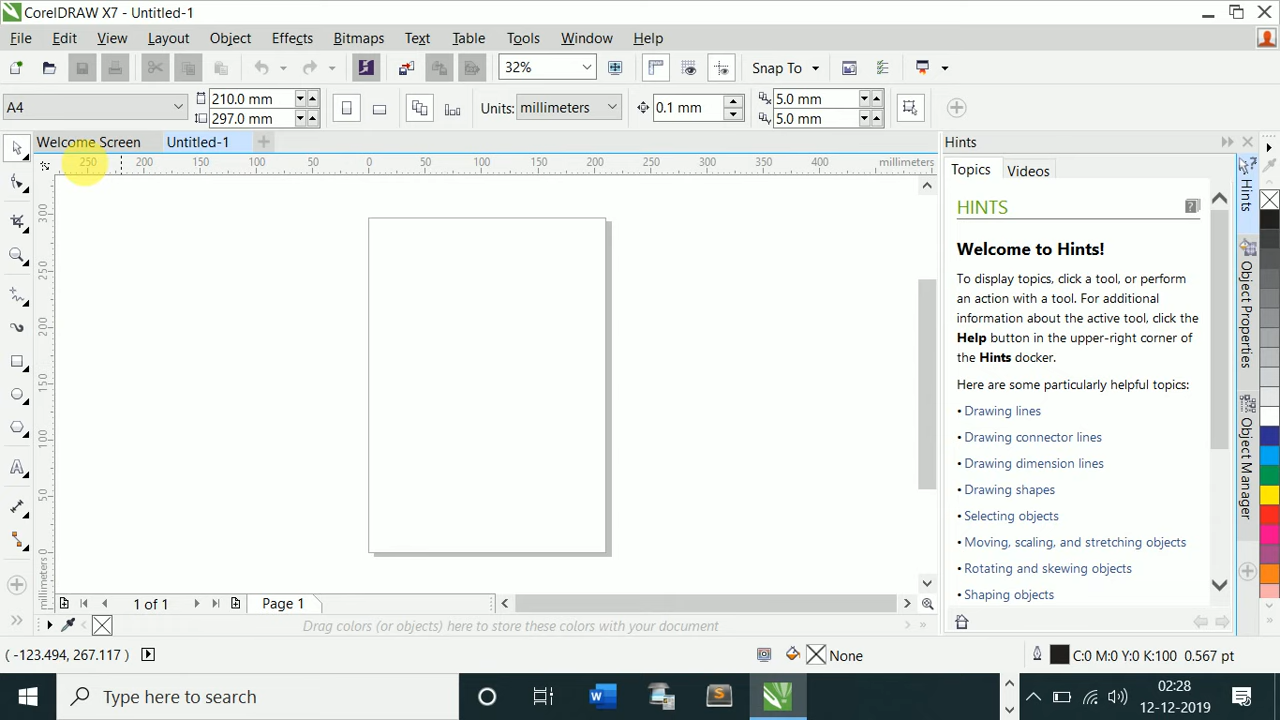 CorelDRAW X7 - Untitled-1
File Edit View Layout Object Effects Bitmaps Text Table Tools Window Help
32% Snap To
A4 210.0 mm 297.0 mm Units: millimeters 0.1 mm 5.0 mm 5.0 mm
Welcome Screen Untitled-1
250 200 150 100 50 0 50 100 150 200 250 300 350 400 millimeters
300
250
200
150
100
50
0
millimeters
Hints
Topics Videos
HINTS
Welcome to Hints!
To display topics, click a tool, or perform
an action with a tool. For additional
information about the active tool, click the
Help button in the upper-right corner of
the Hints docker.
Here are some particularly helpful topics:
• Drawing lines
• Drawing connector lines
• Drawing dimension lines
• Drawing shapes
• Selecting objects
• Moving, scaling, and stretching objects
• Rotating and skewing objects
• Shaping objects
Hints
Object Properties
Object Manager
1 of 1 Page 1
Drag colors (or objects) here to store these colors with your document
( -123.494, 267.117 ) None C:0 M:0 Y:0 K:100 0.567 pt
Type here to search
02:28
12-12-2019